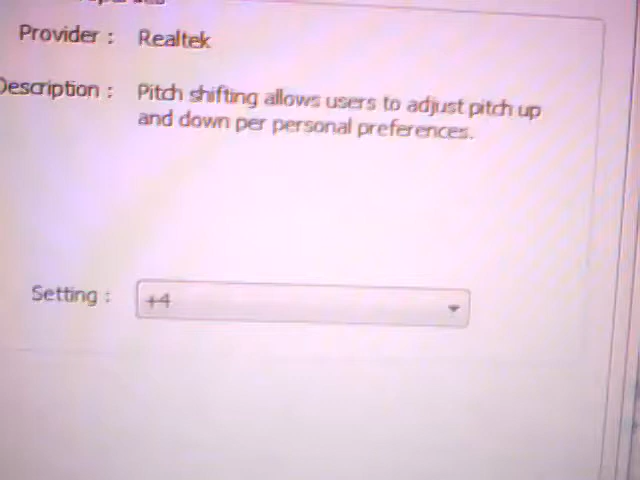 Provider : Realtek
Description : Pitch shifting allows users to adjust pitch up
and down per personal preferences.
Setting : +4